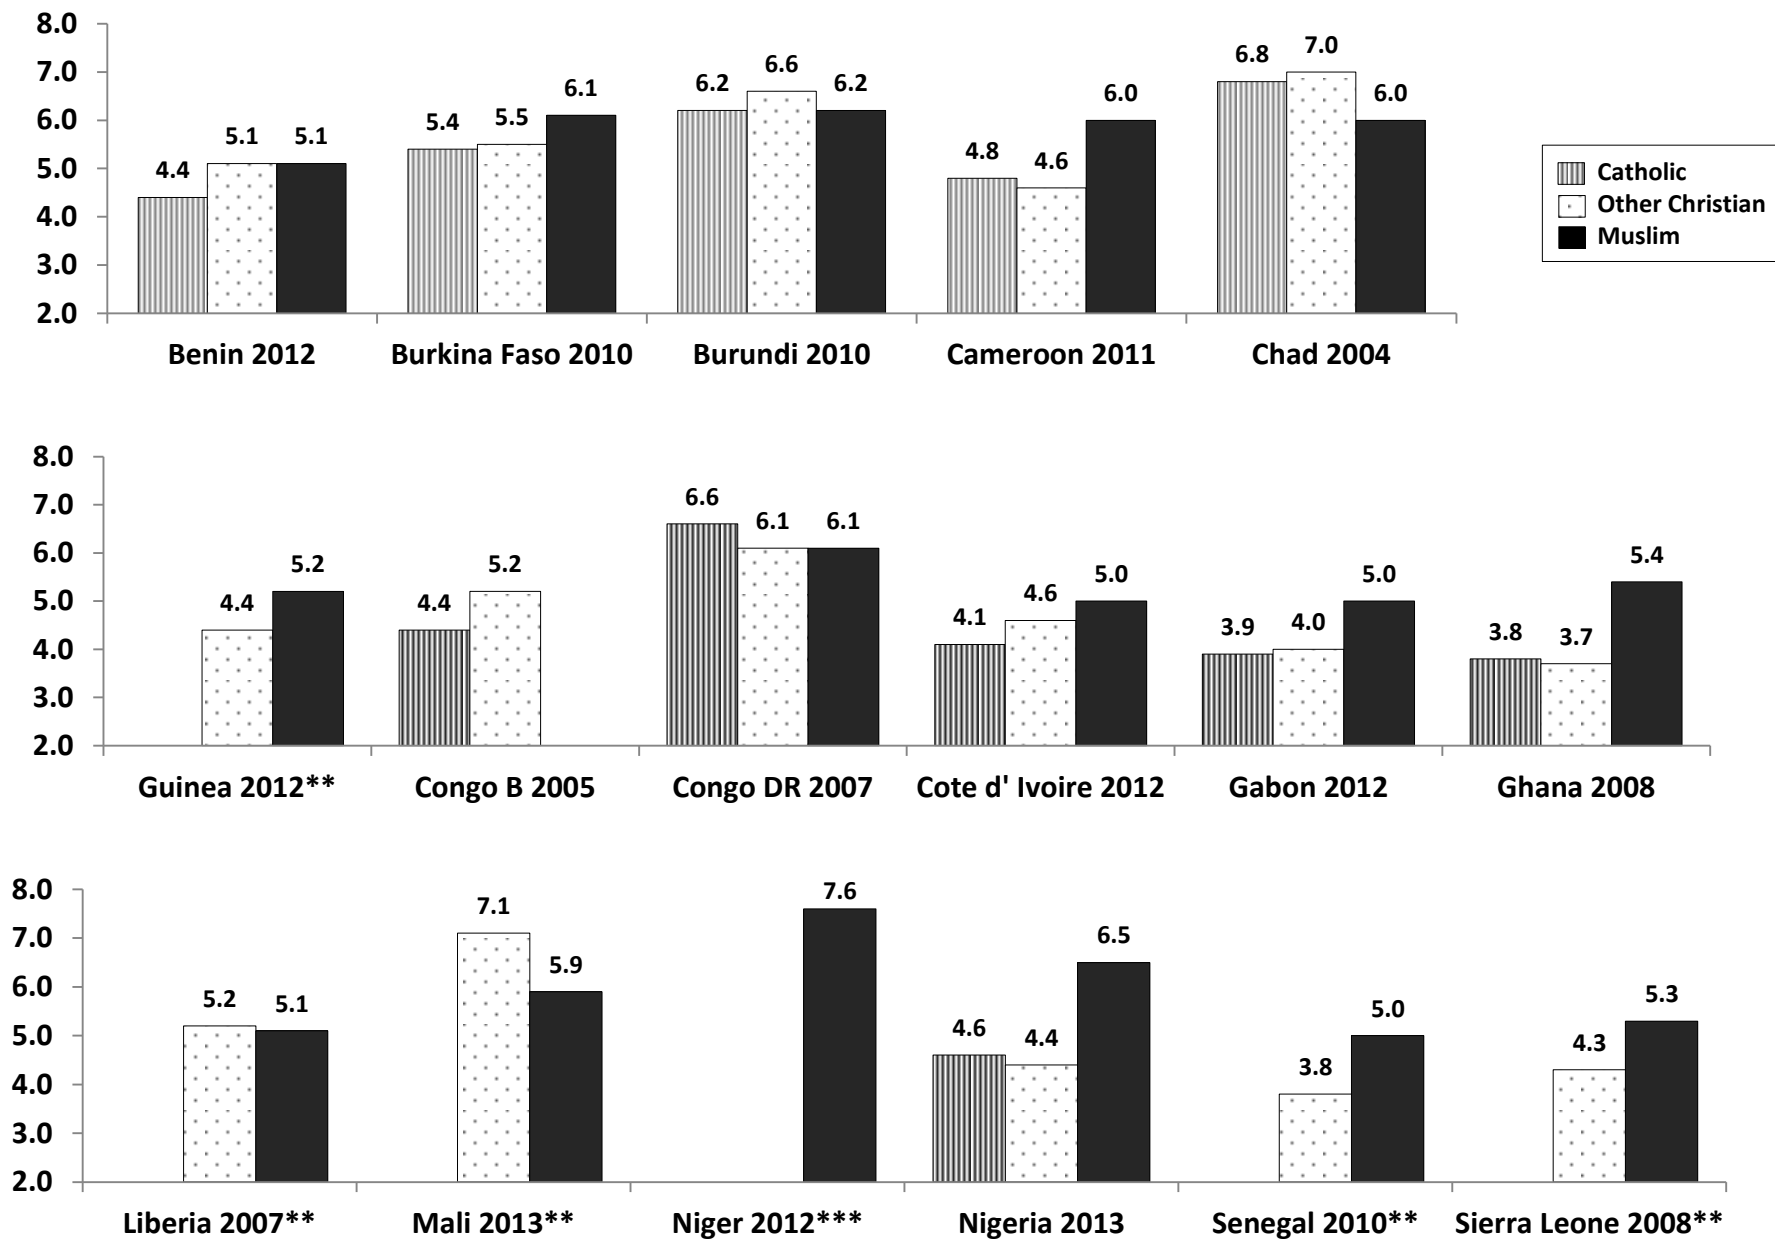 8.0
7.0
6.0
5.0
4.0
3.0
2.0
4.4 5.1 5.1
5.4 5.5 6.1
6.2 6.6 6.2
4.8 4.6 6.0
6.8 7.0 6.0
Benin 2012 Burkina Faso 2010 Burundi 2010 Cameroon 2011 Chad 2004
Catholic
Other Christian
Muslim
8.0
7.0
6.0
5.0
4.0
3.0
2.0
4.4 5.2
4.4 5.2
6.6 6.1 6.1
4.1 4.6 5.0
3.9 4.0 5.0
3.8 3.7 5.4
Guinea 2012** Congo B 2005 Congo DR 2007 Cote d' Ivoire 2012 Gabon 2012 Ghana 2008
8.0
7.0
6.0
5.0
4.0
3.0
2.0
5.2 5.1
7.1 5.9
7.6
4.6 4.4 6.5
3.8 5.0
4.3 5.3
Liberia 2007** Mali 2013** Niger 2012*** Nigeria 2013 Senegal 2010** Sierra Leone 2008**